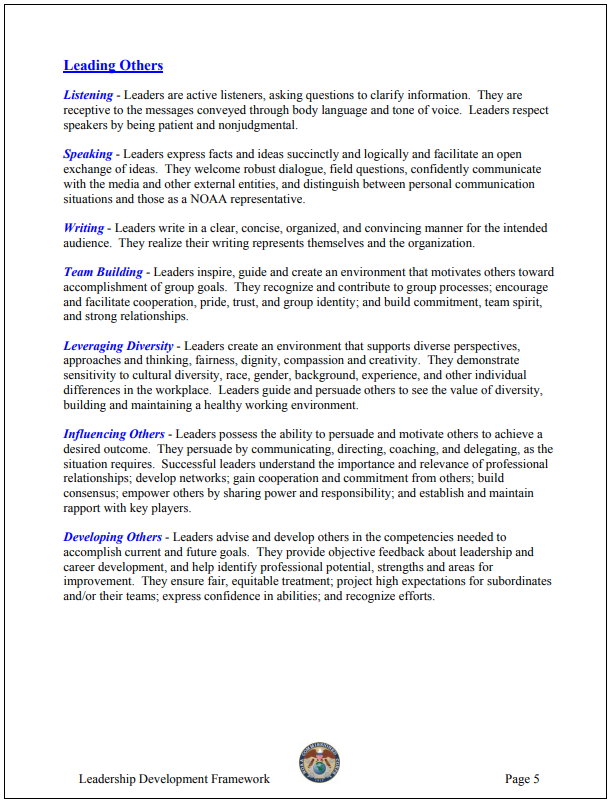 Leading Others
Listening - Leaders are active listeners, asking questions to clarify information. They are
receptive to the messages conveyed through body language and tone of voice. Leaders respect
speakers by being patient and nonjudgmental.
Speaking - Leaders express facts and ideas succinctly and logically and facilitate an open
exchange of ideas. They welcome robust dialogue, field questions, confidently communicate
with the media and other external entities, and distinguish between personal communication
situations and those as a NOAA representative.
Writing - Leaders write in a clear, concise, organized, and convincing manner for the intended
audience. They realize their writing represents themselves and the organization.
Team Building - Leaders inspire, guide and create an environment that motivates others toward
accomplishment of group goals. They recognize and contribute to group processes; encourage
and facilitate cooperation, pride, trust, and group identity; and build commitment, team spirit,
and strong relationships.
Leveraging Diversity - Leaders create an environment that supports diverse perspectives,
approaches and thinking, fairness, dignity, compassion and creativity. They demonstrate
sensitivity to cultural diversity, race, gender, background, experience, and other individual
differences in the workplace. Leaders guide and persuade others to see the value of diversity,
building and maintaining a healthy working environment.
Influencing Others - Leaders possess the ability to persuade and motivate others to achieve a
desired outcome. They persuade by communicating, directing, coaching, and delegating, as the
situation requires. Successful leaders understand the importance and relevance of professional
relationships; develop networks; gain cooperation and commitment from others; build
consensus; empower others by sharing power and responsibility; and establish and maintain
rapport with key players.
Developing Others - Leaders advise and develop others in the competencies needed to
accomplish current and future goals. They provide objective feedback about leadership and
career development, and help identify professional potential, strengths and areas for
improvement. They ensure fair, equitable treatment; project high expectations for subordinates
and/or their teams; express confidence in abilities; and recognize efforts.
Leadership Development Framework
Page 5